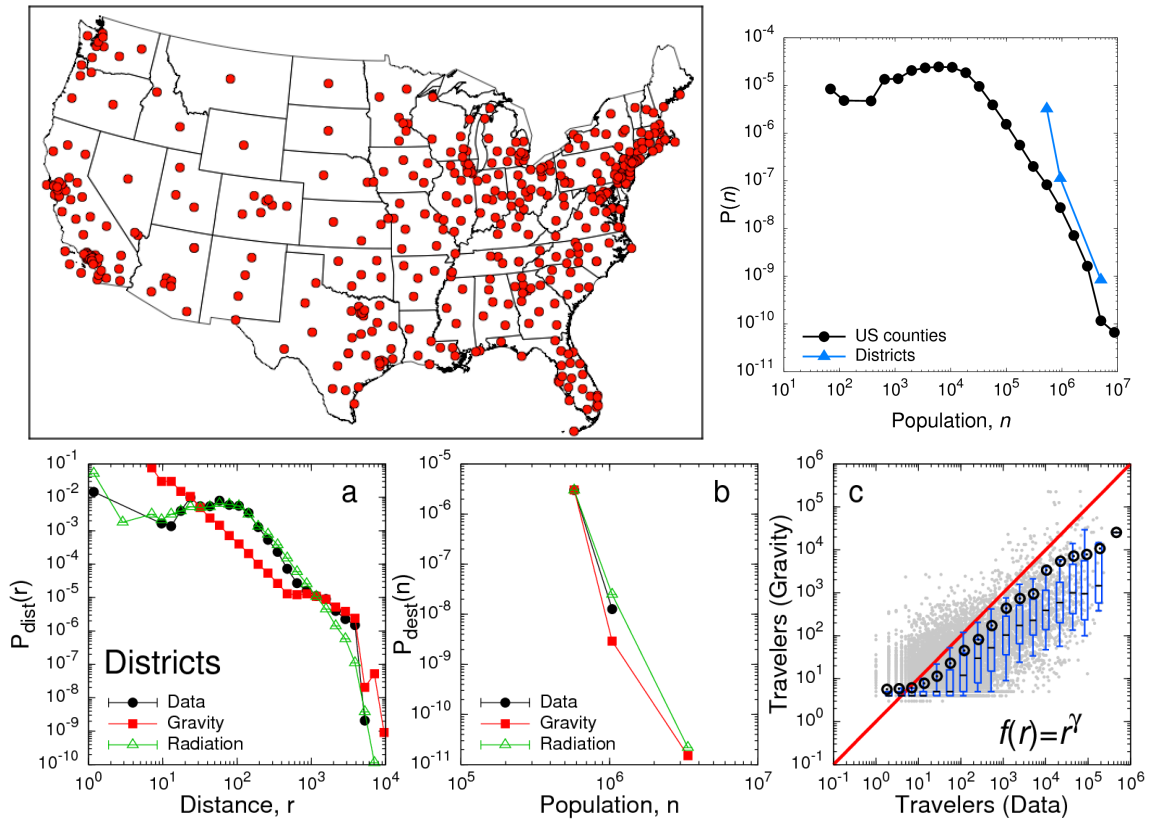 10^-4
10^-5
10^-6
10^-7
10^-8
10^-9
10^-10
10^-11
P(n)
US counties
Districts
10^1
10^2
10^3
10^4
10^5
10^6
10^7
Population, n
10^-1
10^-2
10^-3
10^-4
10^-5
10^-6
10^-7
10^-8
10^-9
10^-10
P_dist(r)
a
Districts
Data
Gravity
Radiation
10^0
10^1
10^2
10^3
10^4
Distance, r
10^-5
10^-6
10^-7
10^-8
10^-9
10^-10
10^-11
P_dest(n)
b
Data
Gravity
Radiation
10^5
10^6
10^7
Population, n
10^6
10^5
10^4
10^3
10^2
10^1
10^0
10^-1
Travelers (Gravity)
c
f(r)=r^γ
10^-1
10^0
10^1
10^2
10^3
10^4
10^5
10^6
Travelers (Data)